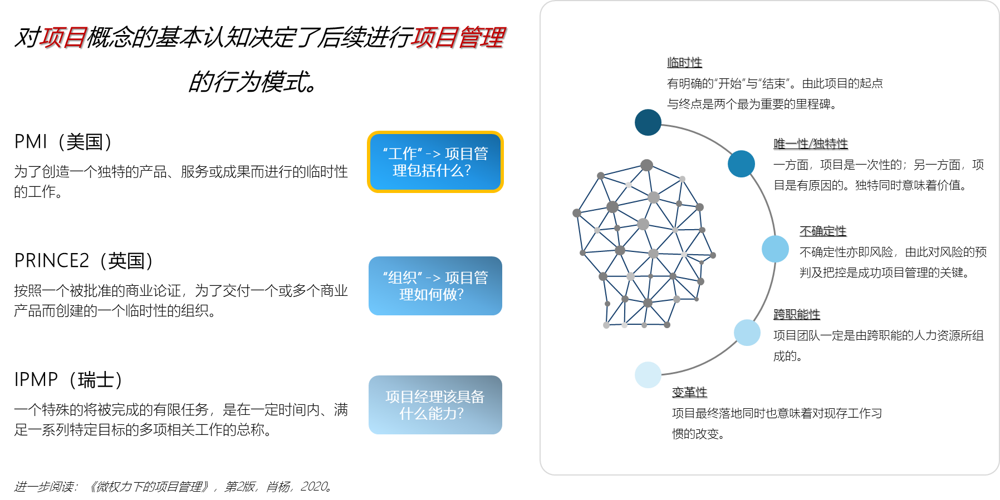 对项目概念的基本认知决定了后续进行项目管理
的行为模式。
PMI（美国）
为了创造一个独特的产品、服务或成果而进行的临时性
的工作。
“工作” -> 项目管
理包括什么？
PRINCE2（英国）
按照一个被批准的商业论证，为了交付一个或多个商业
产品而创建的一个临时性的组织。
“组织” -> 项目管
理如何做？
IPMP（瑞士）
一个特殊的将被完成的有限任务，是在一定时间内、满
足一系列特定目标的多项相关工作的总称。
项目经理该具备
什么能力？
进一步阅读：《微权力下的项目管理》，第2版，肖杨，2020。
临时性
有明确的“开始”与“结束”。由此项目的起点
与终点是两个最为重要的里程碑。
唯一性/独特性
一方面，项目是一次性的；另一方面，项
目是有原因的。独特同时意味着价值。
不确定性
不确定性亦即风险，由此对风险的预
判及把控是成功项目管理的关键。
跨职能性
项目团队一定是由跨职能的人力资源所组
成的。
变革性
项目最终落地同时也意味着对现存工作习
惯的改变。